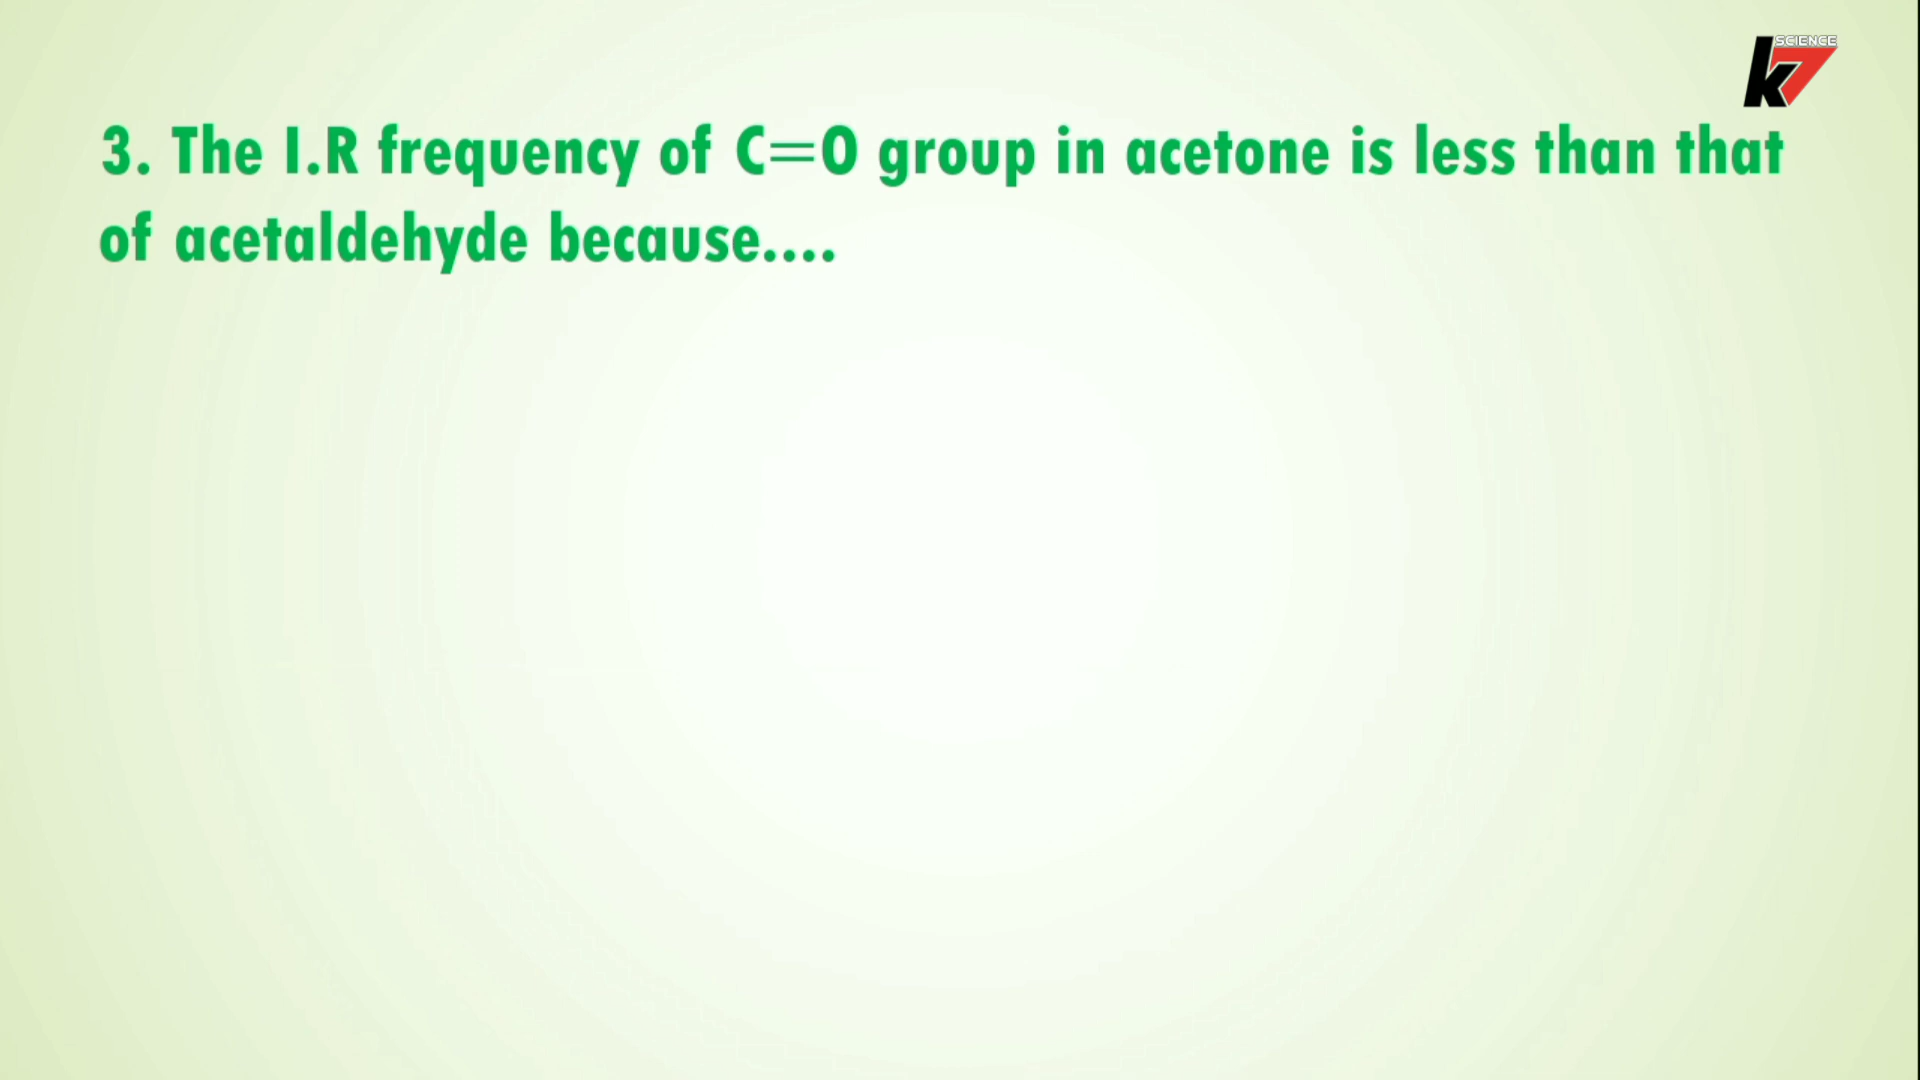 SCIENCE
k7
3. The I.R frequency of C=O group in acetone is less than that
of acetaldehyde because....